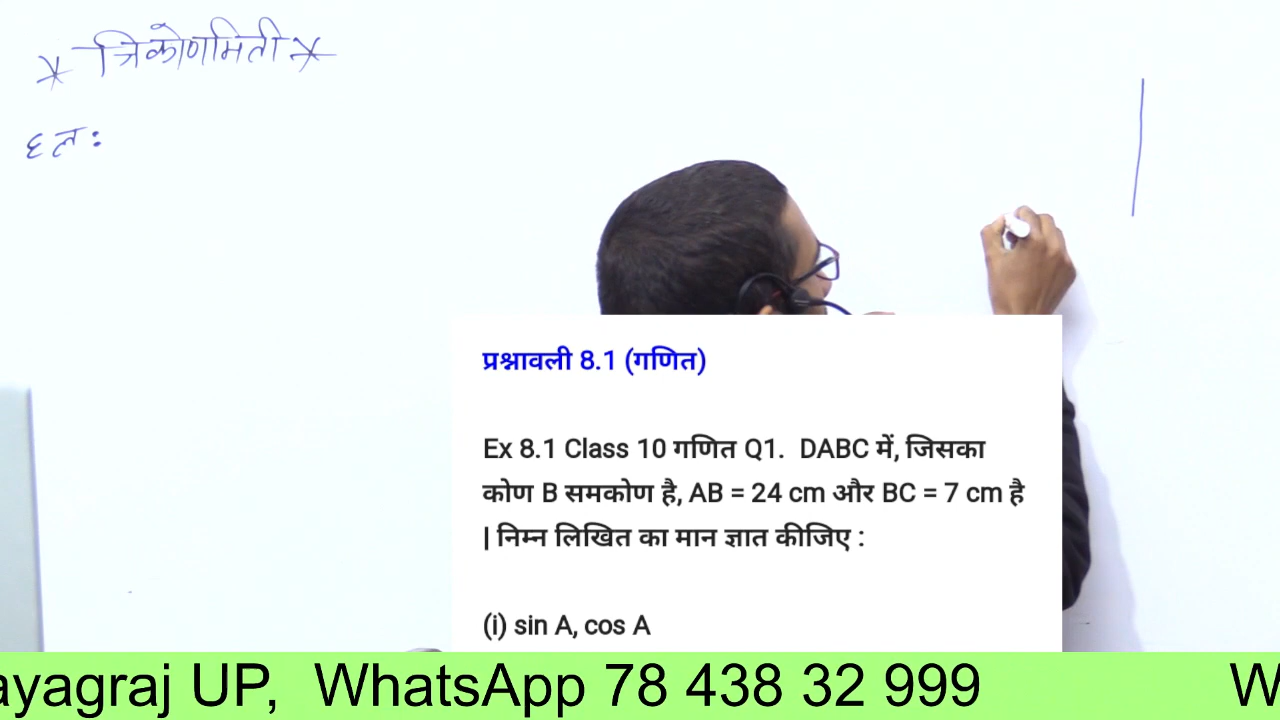 * त्रिकोणमिती *
हल :
प्रश्नावली 8.1 (गणित)
Ex 8.1 Class 10 गणित Q1. DABC में, जिसका
कोण B समकोण है, AB = 24 cm और BC = 7 cm है
| निम्न लिखित का मान ज्ञात कीजिए :
(i) sin A, cos A
ayagraj UP, WhatsApp 78 438 32 999 W